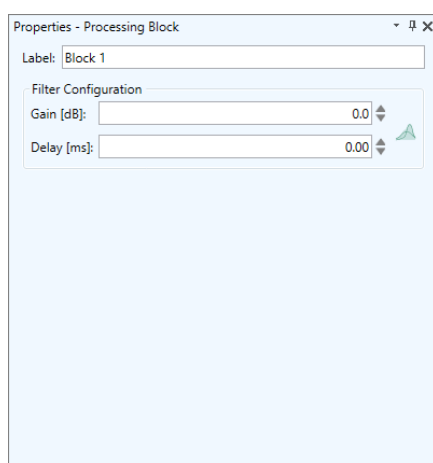 Properties - Processing Block
Label: Block 1
Filter Configuration
Gain [dB]: 0.0
Delay [ms]: 0.00